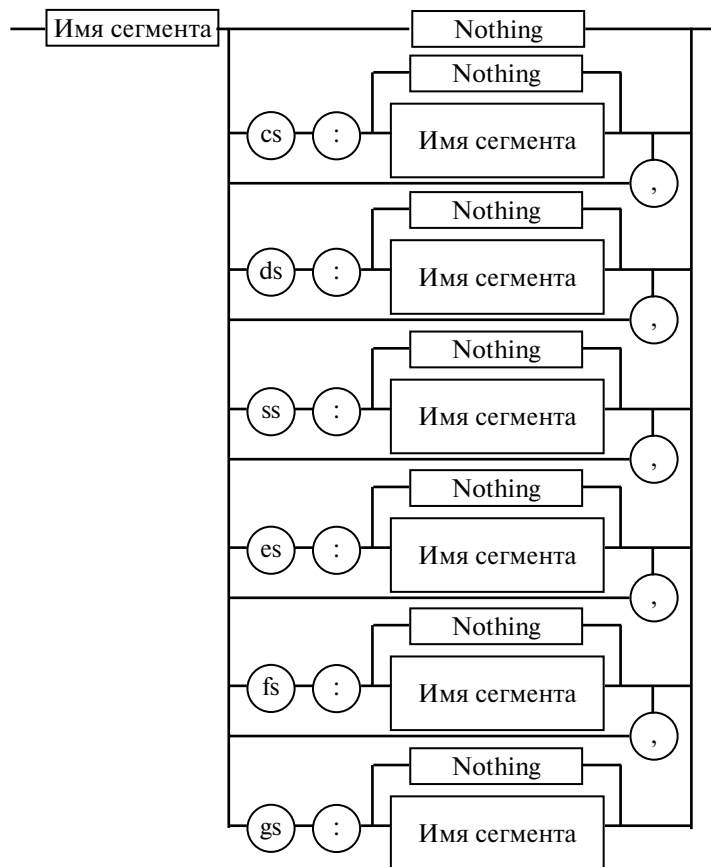 Имя сегмента
Nothing
Nothing
cs : Имя сегмента
,
Nothing
ds : Имя сегмента
,
Nothing
ss : Имя сегмента
,
Nothing
es : Имя сегмента
,
Nothing
fs : Имя сегмента
,
Nothing
gs : Имя сегмента